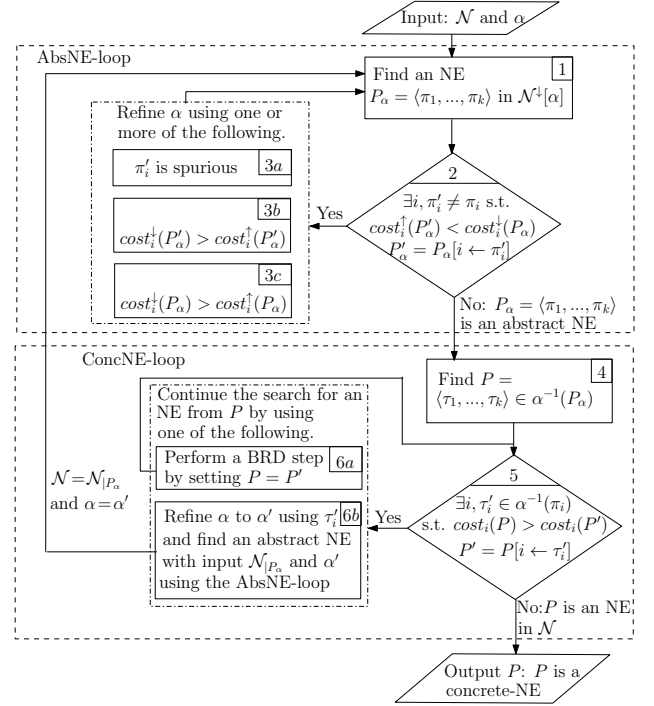 Input: 𝒩 and α
AbsNE-loop
1
Find an NE
P_α = ⟨π_1, ..., π_k⟩ in 𝒩^↓[α]
Refine α using one or
more of the following.
3a
π'_i is spurious
3b
cost_i^↓(P'_α) > cost_i^↑(P'_α)
3c
cost_i^↓(P_α) > cost_i^↑(P_α)
2
∃i, π'_i ≠ π_i s.t.
cost_i^↑(P'_α) < cost_i^↓(P_α)
P'_α = P_α[i ← π'_i]
Yes
No: P_α = ⟨π_1, ..., π_k⟩
is an abstract NE
ConcNE-loop
4
Find P =
⟨τ_1, ..., τ_k⟩ ∈ α^{-1}(P_α)
Continue the search for an
NE from P by using
one of the following.
Perform a BRD step 6a
by setting P = P'
Refine α to α' using τ'_i 6b
and find an abstract NE
with input 𝒩_{|P_α} and α'
using the AbsNE-loop
𝒩=𝒩_{|P_α}
and α=α'
5
∃i, τ'_i ∈ α^{-1}(π_i)
s.t. cost_i(P) > cost_i(P')
P' = P[i ← τ'_i]
Yes
No:P is an NE
in 𝒩
Output P: P is a
concrete-NE